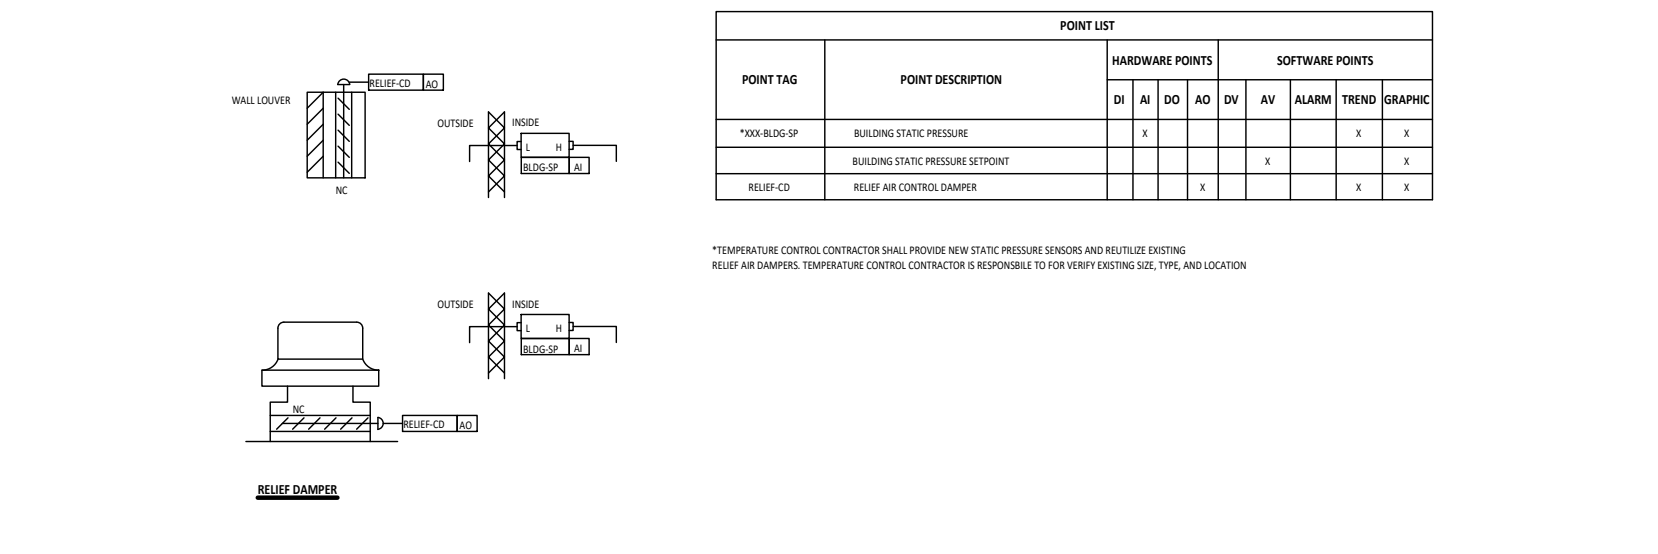 WALL LOUVER
RELIEF-CD AO
NC
OUTSIDE INSIDE
L H
BLDG-SP AI
OUTSIDE INSIDE
L H
BLDG-SP AI
NC
RELIEF-CD AO
RELIEF DAMPER
POINT LIST
POINT TAG POINT DESCRIPTION HARDWARE POINTS SOFTWARE POINTS
DI AI DO AO DV AV ALARM TREND GRAPHIC
*XXX-BLDG-SP BUILDING STATIC PRESSURE X X X
BUILDING STATIC PRESSURE SETPOINT X X
RELIEF-CD RELIEF AIR CONTROL DAMPER X X X
*TEMPERATURE CONTROL CONTRACTOR SHALL PROVIDE NEW STATIC PRESSURE SENSORS AND REUTILIZE EXISTING
RELIEF AIR DAMPERS. TEMPERATURE CONTROL CONTRACTOR IS RESPONSBILE TO FOR VERIFY EXISTING SIZE, TYPE, AND LOCATION